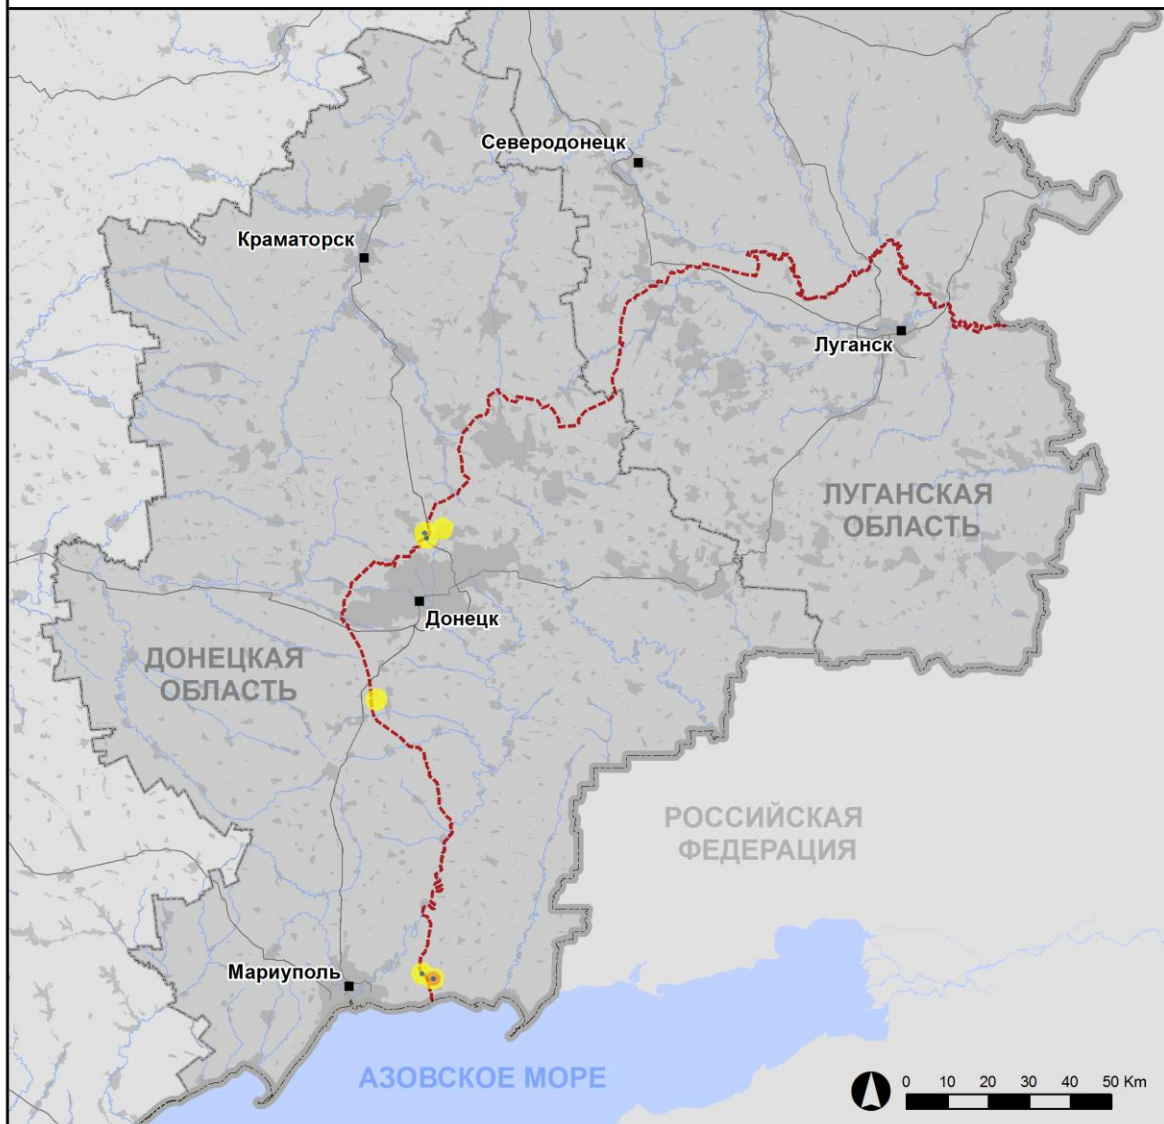 Северодонецк
Краматорск
Луганск
ЛУГАНСКАЯ
ОБЛАСТЬ
Донецк
ДОНЕЦКАЯ
ОБЛАСТЬ
РОССИЙСКАЯ
ФЕДЕРАЦИЯ
Мариуполь
АЗОВСКОЕ МОРЕ
0 10 20 30 40 50 Km